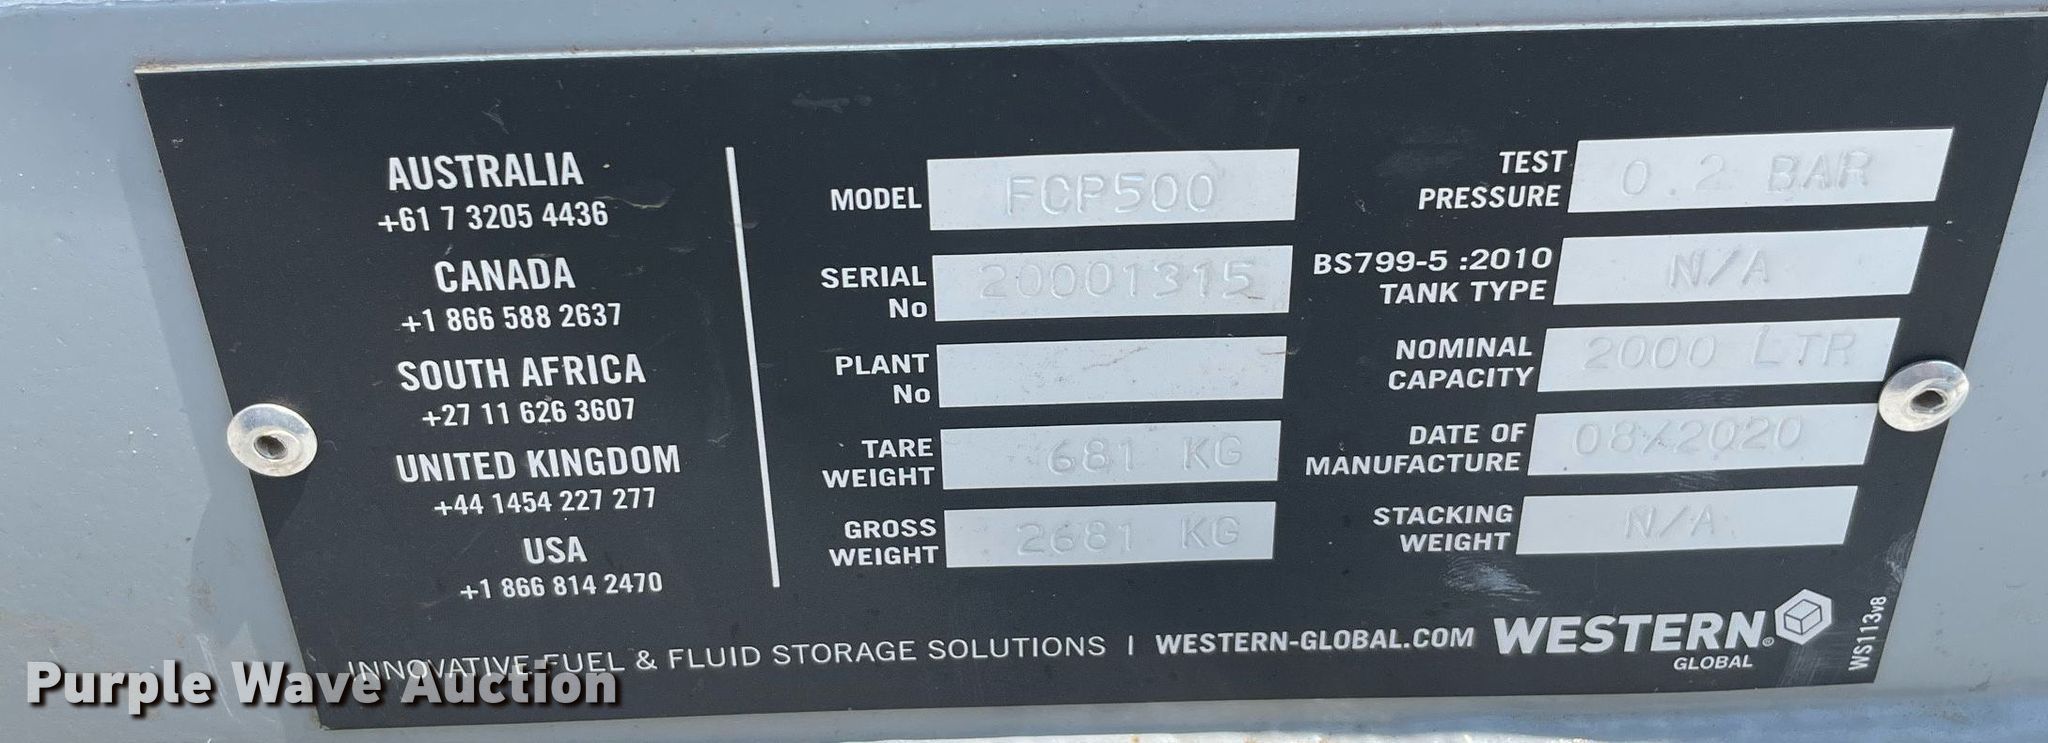 AUSTRALIA
+61 7 3205 4436
CANADA
+1 866 588 2637
SOUTH AFRICA
+27 11 626 3607
UNITED KINGDOM
+44 1454 227 277
USA
+1 866 814 2470
MODEL FCP500
SERIAL No 20001315
PLANT No
TARE WEIGHT 681 KG
GROSS WEIGHT 2681 KG
TEST PRESSURE 0.2 BAR
BS799-5 :2010 TANK TYPE N/A
NOMINAL CAPACITY 2000 LTR
DATE OF MANUFACTURE 08/2020
STACKING WEIGHT N/A
INNOVATIVE FUEL & FLUID STORAGE SOLUTIONS | WESTERN-GLOBAL.COM
WESTERN®
GLOBAL
WS113v8
Purple Wave Auction